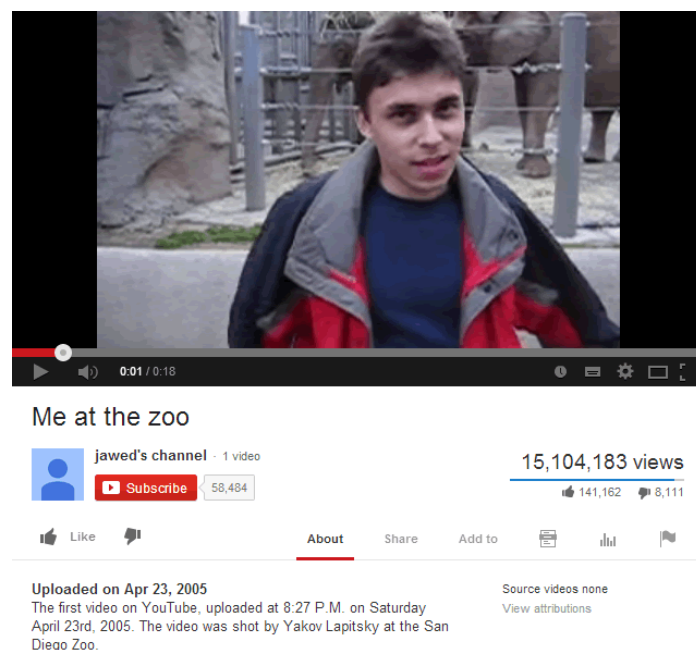 0:01 / 0:18
Me at the zoo
jawed's channel · 1 video
Subscribe 58,484
15,104,183 views
141,162 8,111
Like About Share Add to
Uploaded on Apr 23, 2005
The first video on YouTube, uploaded at 8:27 P.M. on Saturday
April 23rd, 2005. The video was shot by Yakov Lapitsky at the San
Diego Zoo.
Source videos none
View attributions